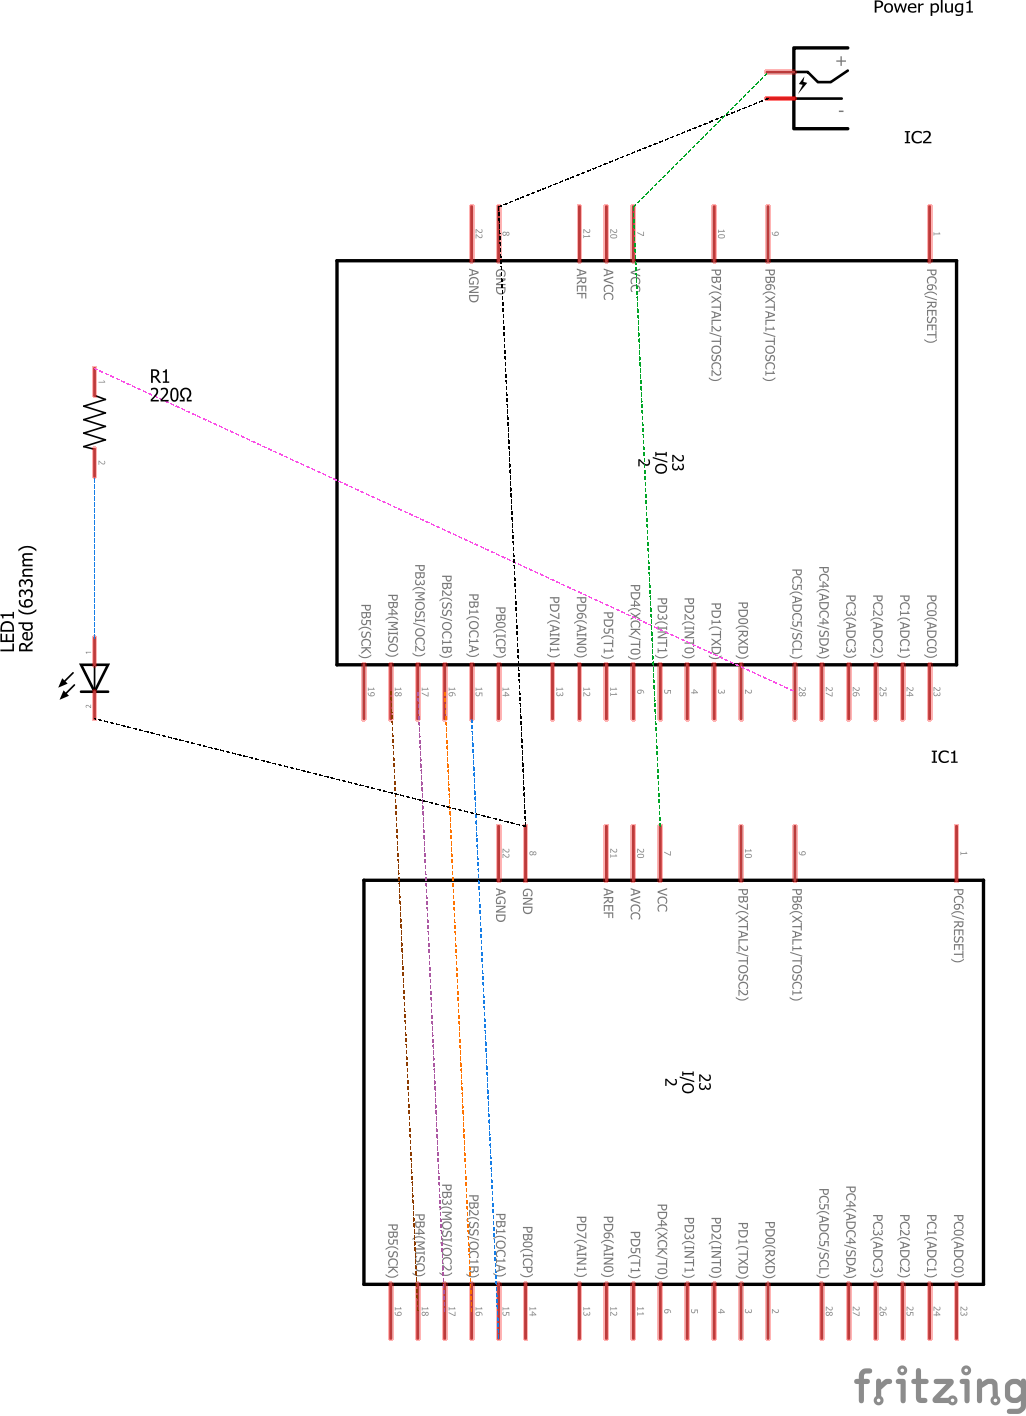 Power plug1
+
-
IC2
22
8
21
20
7
10
9
1
AGND
GND
AREF
AVCC
VCC
PB7(XTAL2/TOSC2)
PB6(XTAL1/TOSC1)
PC6(/RESET)
1
R1
220Ω
2
23
I/O
2
LED1
Red (633nm)
1
2
PB5(SCK)
PB4(MISO)
PB3(MOSI/OC2)
PB2(SS/OC1B)
PB1(OC1A)
PB0(ICP)
PD7(AIN1)
PD6(AIN0)
PD5(T1)
PD4(XCK/T0)
PD3(INT1)
PD2(INT0)
PD1(TXD)
PD0(RXD)
PC5(ADC5/SCL)
PC4(ADC4/SDA)
PC3(ADC3)
PC2(ADC2)
PC1(ADC1)
PC0(ADC0)
19
18
17
16
15
14
13
12
11
6
5
4
3
2
28
27
26
25
24
23
IC1
22
8
21
20
7
10
9
1
AGND
GND
AREF
AVCC
VCC
PB7(XTAL2/TOSC2)
PB6(XTAL1/TOSC1)
PC6(/RESET)
23
I/O
2
PB5(SCK)
PB4(MISO)
PB3(MOSI/OC2)
PB2(SS/OC1B)
PB1(OC1A)
PB0(ICP)
PD7(AIN1)
PD6(AIN0)
PD5(T1)
PD4(XCK/T0)
PD3(INT1)
PD2(INT0)
PD1(TXD)
PD0(RXD)
PC5(ADC5/SCL)
PC4(ADC4/SDA)
PC3(ADC3)
PC2(ADC2)
PC1(ADC1)
PC0(ADC0)
19
18
17
16
15
14
13
12
11
6
5
4
3
2
28
27
26
25
24
23
fritzing